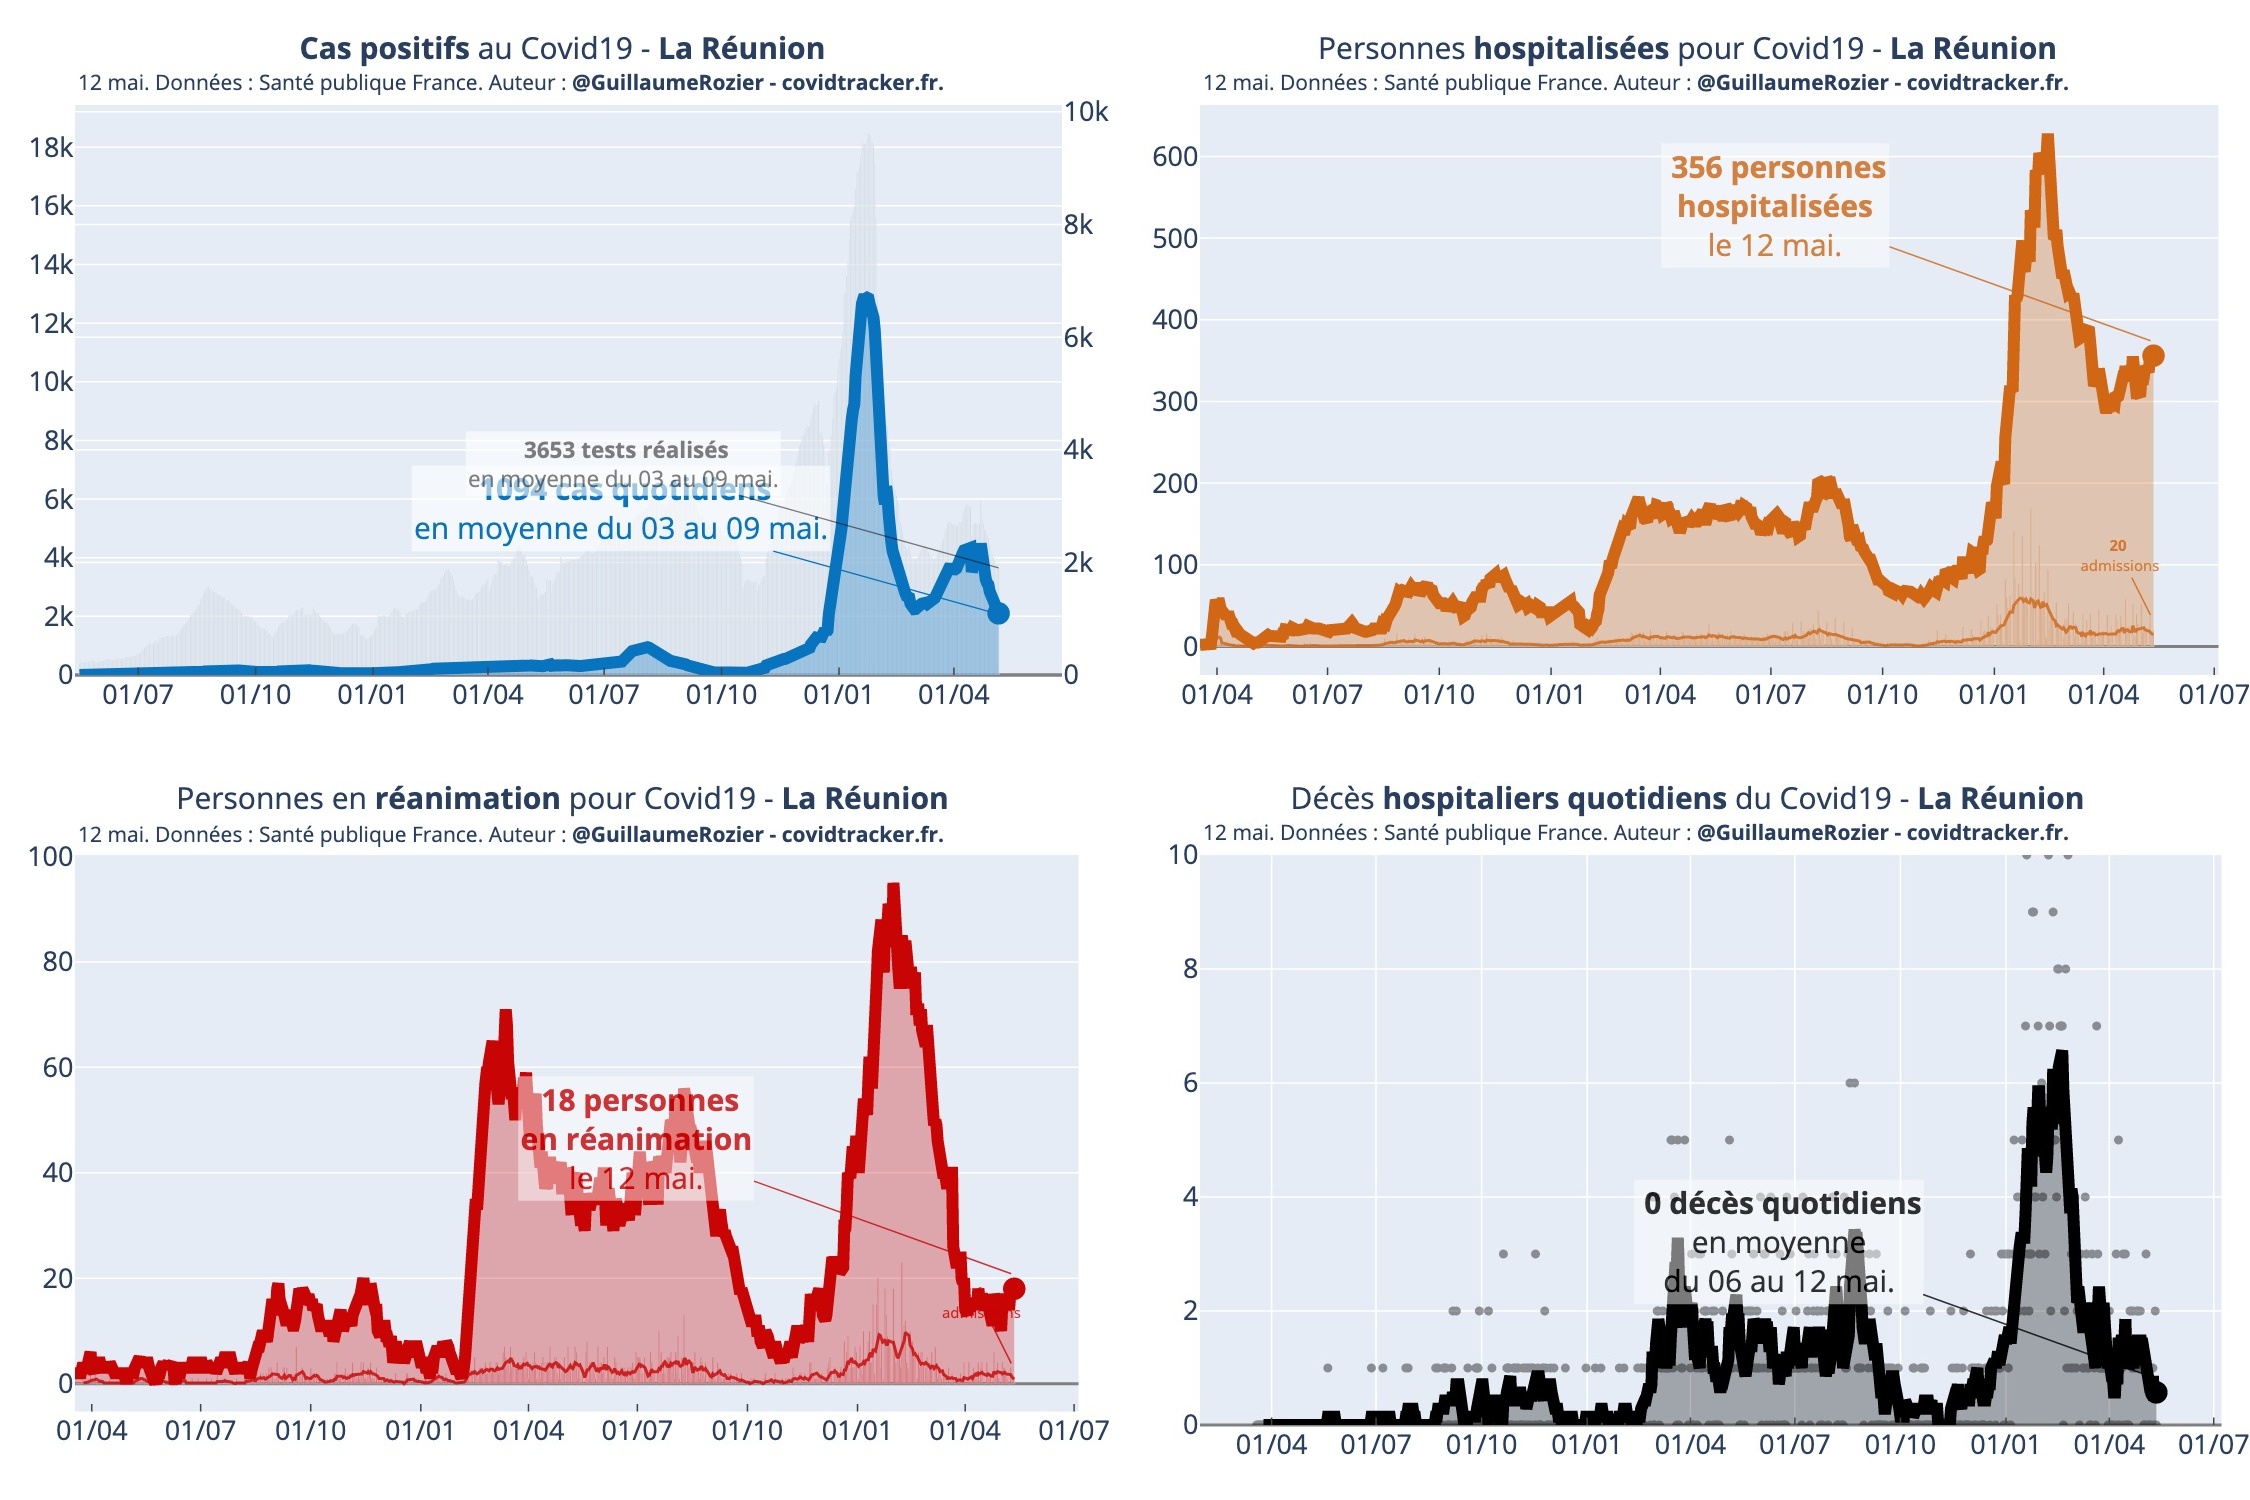 Cas positifs au Covid19 - La Réunion
12 mai. Données : Santé publique France. Auteur : @GuillaumeRozier - covidtracker.fr.
10k
18k
16k
8k
14k
12k
6k
10k
8k
4k
3653 tests réalisés
en moyenne du 03 au 09 mai.
6k
1094 cas quotidiens
en moyenne du 03 au 09 mai.
4k
2k
2k
0
0
01/07 01/10 01/01 01/04 01/07 01/10 01/01 01/04
Personnes hospitalisées pour Covid19 - La Réunion
12 mai. Données : Santé publique France. Auteur : @GuillaumeRozier - covidtracker.fr.
600
356 personnes
hospitalisées
le 12 mai.
500
400
300
200
100
20
admissions
0
01/04 01/07 01/10 01/01 01/04 01/07 01/10 01/01 01/04 01/07
Personnes en réanimation pour Covid19 - La Réunion
12 mai. Données : Santé publique France. Auteur : @GuillaumeRozier - covidtracker.fr.
100
80
60
18 personnes
en réanimation
le 12 mai.
40
20
admissions
0
01/04 01/07 01/10 01/01 01/04 01/07 01/10 01/01 01/04 01/07
Décès hospitaliers quotidiens du Covid19 - La Réunion
12 mai. Données : Santé publique France. Auteur : @GuillaumeRozier - covidtracker.fr.
10
8
6
4
0 décès quotidiens
en moyenne
du 06 au 12 mai.
2
0
01/04 01/07 01/10 01/01 01/04 01/07 01/10 01/01 01/04 01/07